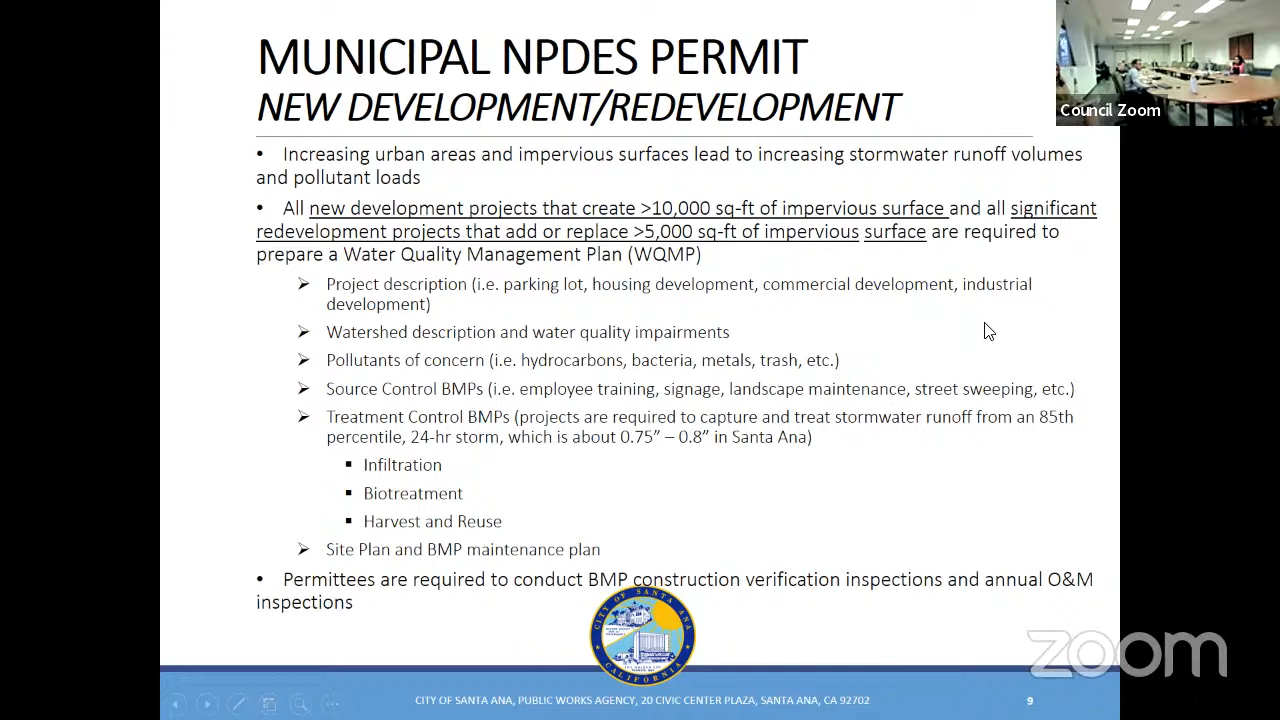 MUNICIPAL NPDES PERMIT
NEW DEVELOPMENT/REDEVELOPMENT
Council Zoom
• Increasing urban areas and impervious surfaces lead to increasing stormwater runoff volumes
and pollutant loads
• All new development projects that create >10,000 sq-ft of impervious surface and all significant
redevelopment projects that add or replace >5,000 sq-ft of impervious surface are required to
prepare a Water Quality Management Plan (WQMP)
➢ Project description (i.e. parking lot, housing development, commercial development, industrial
development)
➢ Watershed description and water quality impairments
➢ Pollutants of concern (i.e. hydrocarbons, bacteria, metals, trash, etc.)
➢ Source Control BMPs (i.e. employee training, signage, landscape maintenance, street sweeping, etc.)
➢ Treatment Control BMPs (projects are required to capture and treat stormwater runoff from an 85th
percentile, 24-hr storm, which is about 0.75” – 0.8” in Santa Ana)
▪ Infiltration
▪ Biotreatment
▪ Harvest and Reuse
➢ Site Plan and BMP maintenance plan
• Permittees are required to conduct BMP construction verification inspections and annual O&M
inspections
CITY OF SANTA ANA
CALIFORNIA
zoom
CITY OF SANTA ANA, PUBLIC WORKS AGENCY, 20 CIVIC CENTER PLAZA, SANTA ANA, CA 92702
9